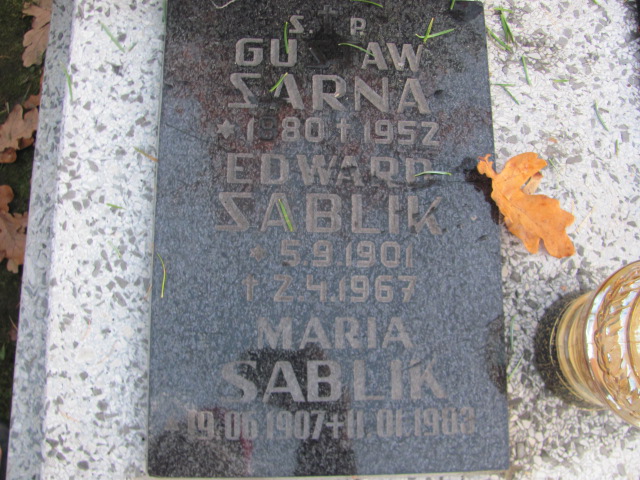 Ś. † P.
GUSTAW
SARNA
* 1880 † 1952
EDWARD
SABLIK
* 5.9.1901
† 2.4.1967
MARIA
SABLIK
* 19.06.1907 † 11.01.1983